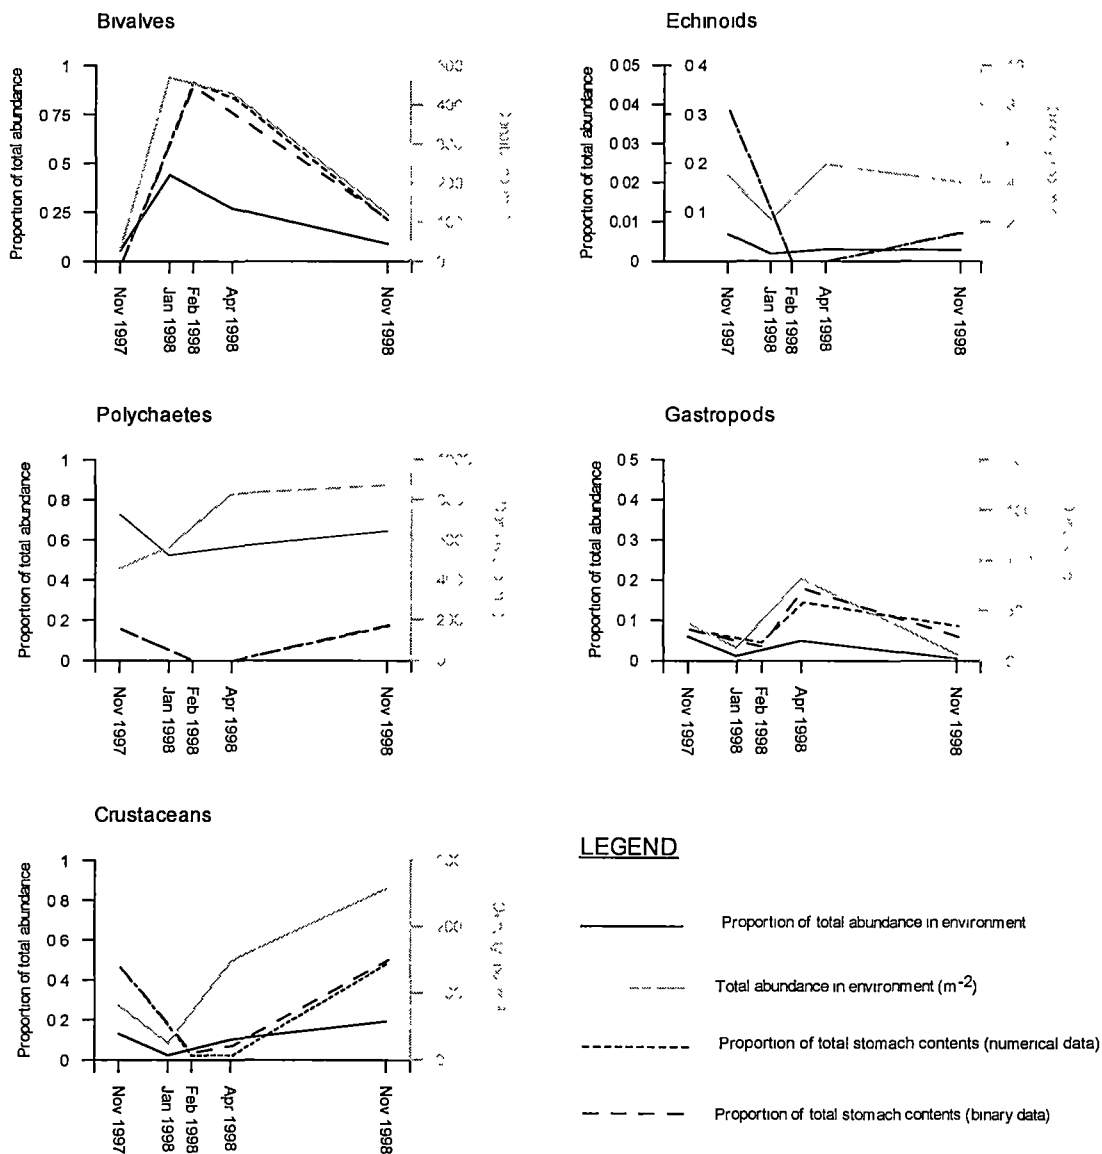 Bivalves
Proportion of total abundance
1
0 75
0 5
0 25
0
400
200
Nov 1997
Jan 1998
Feb 1998
Apr 1998
Nov 1998
Echinoids
Proportion of total abundance
0 05
0 04
0 03
0 02
0 01
0
0 4
0 3
0 2
0 1
Nov 1997
Jan 1998
Feb 1998
Apr 1998
Nov 1998
Polychaetes
Proportion of total abundance
1
0 8
0 6
0 4
0 2
0
Nov 1997
Jan 1998
Feb 1998
Apr 1998
Nov 1998
Gastropods
Proportion of total abundance
0 5
0 4
0 3
0 2
0 1
0
Nov 1997
Jan 1998
Feb 1998
Apr 1998
Nov 1998
Crustaceans
Proportion of total abundance
1
0 8
0 6
0 4
0 2
0
Nov 1997
Jan 1998
Feb 1998
Apr 1998
Nov 1998
LEGEND
Proportion of total abundance in environment
Total abundance in environment (m⁻²)
Proportion of total stomach contents (numerical data)
Proportion of total stomach contents (binary data)